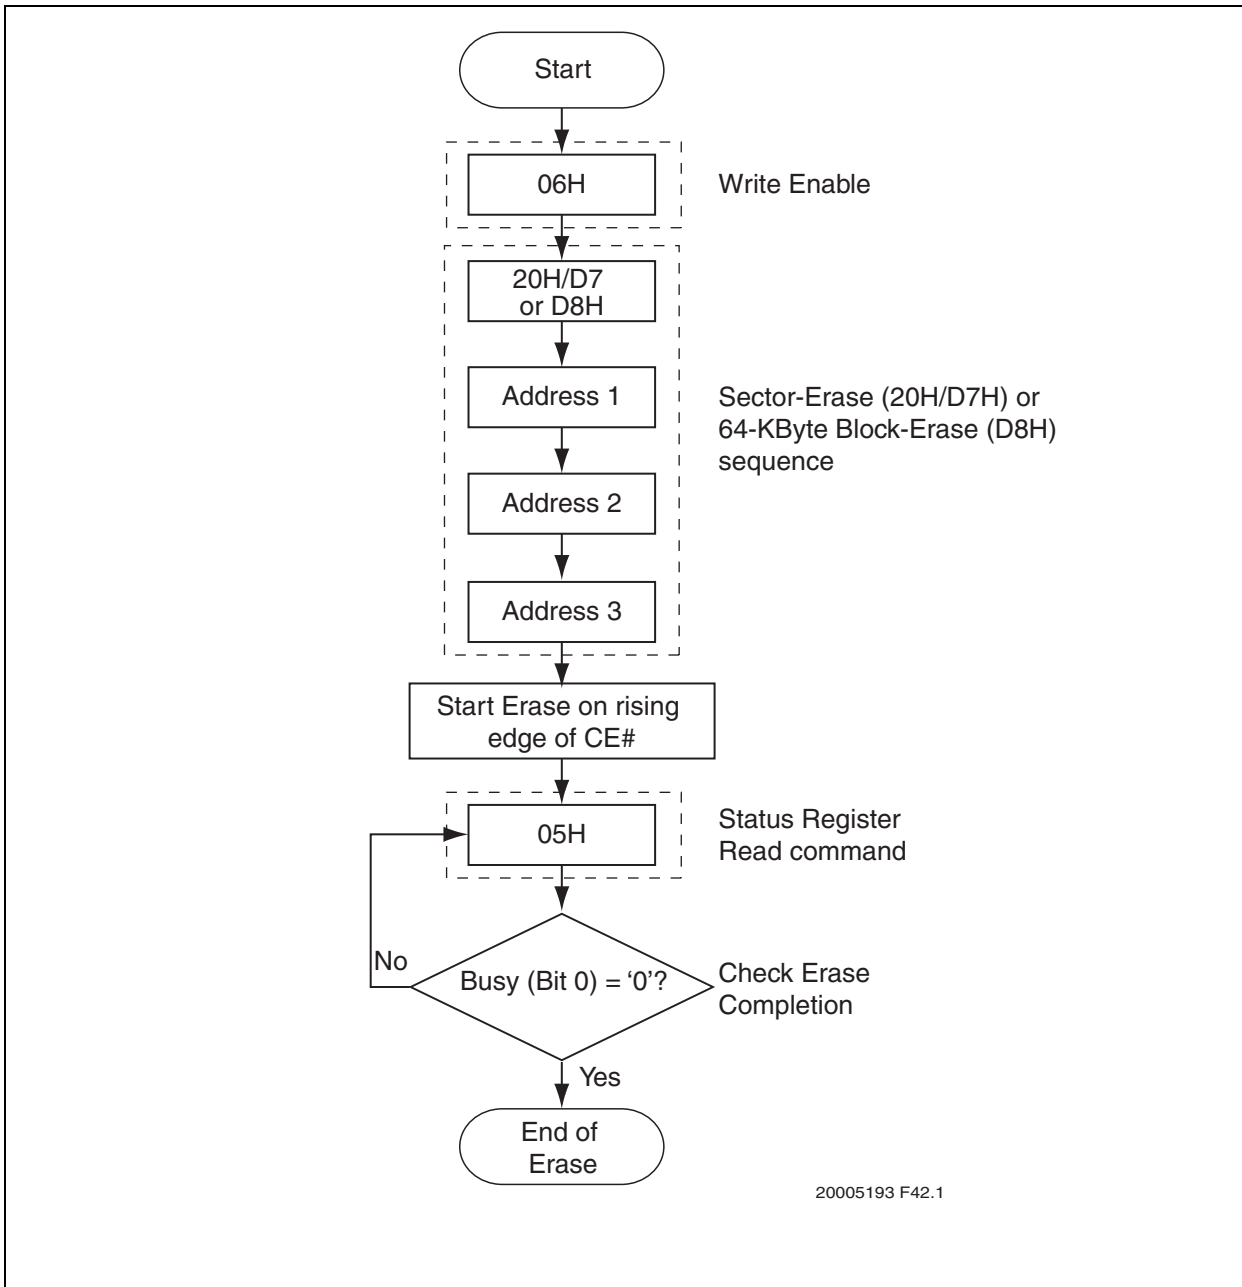 Start
06H
Write Enable
20H/D7
or D8H
Address 1
Sector-Erase (20H/D7H) or
64-KByte Block-Erase (D8H)
sequence
Address 2
Address 3
Start Erase on rising
edge of CE#
05H
Status Register
Read command
No
Busy (Bit 0) = ‘0’?
Check Erase
Completion
Yes
End of
Erase
20005193 F42.1